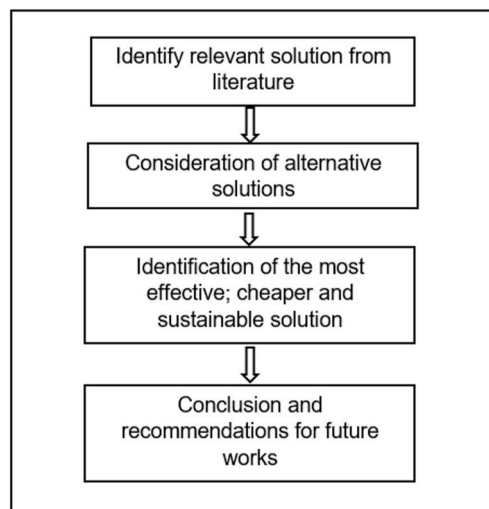 Identify relevant solution from
literature
Consideration of alternative
solutions
Identification of the most
effective; cheaper and
sustainable solution
Conclusion and
recommendations for future
works